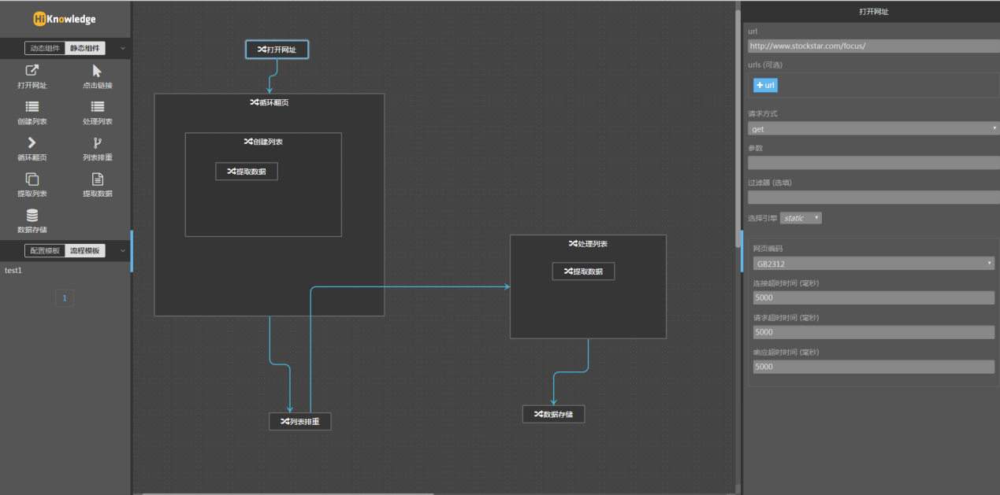 HiKnowledge
动态组件 静态组件
打开网址 点击链接
创建列表 处理列表
循环翻页 列表排重
提取列表 提取数据
数据存储
配置模板 流程模板
test1
1
打开网址
循环翻页
创建列表
提取数据
列表排重
处理列表
提取数据
数据存储
打开网址
url
http://www.stockstar.com/focus/
urls (可选)
+ url
请求方式
get
参数
过滤器 (选填)
选择引擎 static
网页编码
GB2312
连接超时时间 (毫秒)
5000
请求超时时间 (毫秒)
5000
响应超时时间 (毫秒)
5000